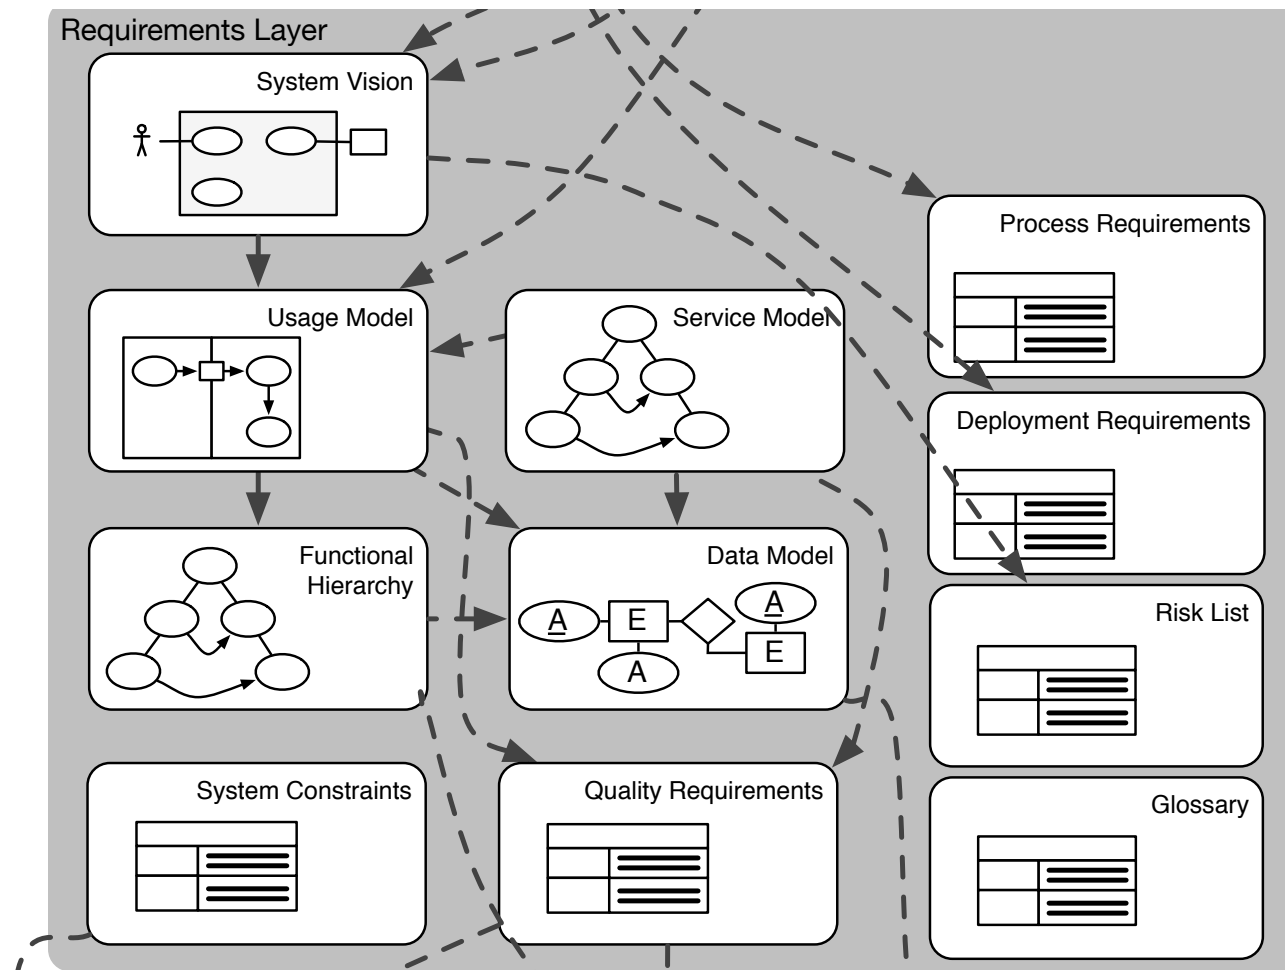 Requirements Layer
System Vision
Process Requirements
Usage Model
Service Model
Deployment Requirements
Functional
Hierarchy
Data Model
A
E
A
A
E
Risk List
System Constraints
Quality Requirements
Glossary